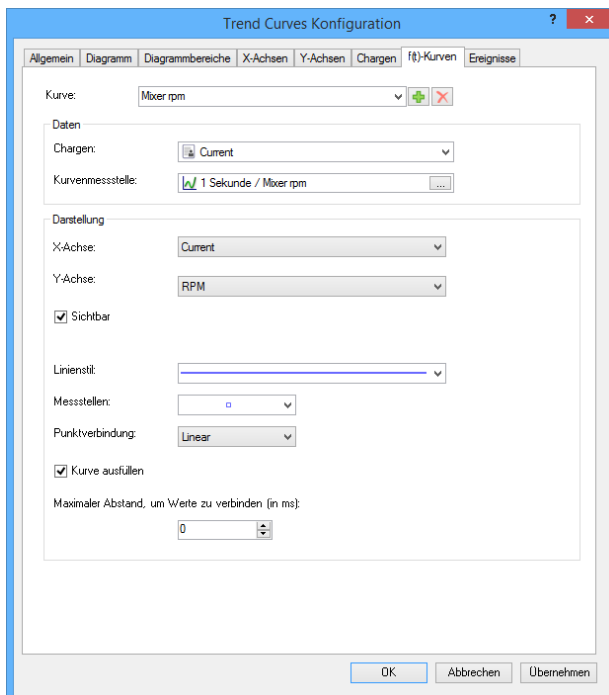 Trend Curves Konfiguration
?
Allgemein Diagramm Diagrammbereiche X-Achsen Y-Achsen Chargen f(t)-Kurven Ereignisse
Kurve: Mixer rpm
Daten
Chargen: Current
Kurvenmessstelle: 1 Sekunde / Mixer rpm ...
Darstellung
X-Achse: Current
Y-Achse: RPM
Sichtbar
Linienstil:
Messstellen:
Punktverbindung: Linear
Kurve ausfüllen
Maximaler Abstand, um Werte zu verbinden (in ms):
0
OK Abbrechen Übernehmen